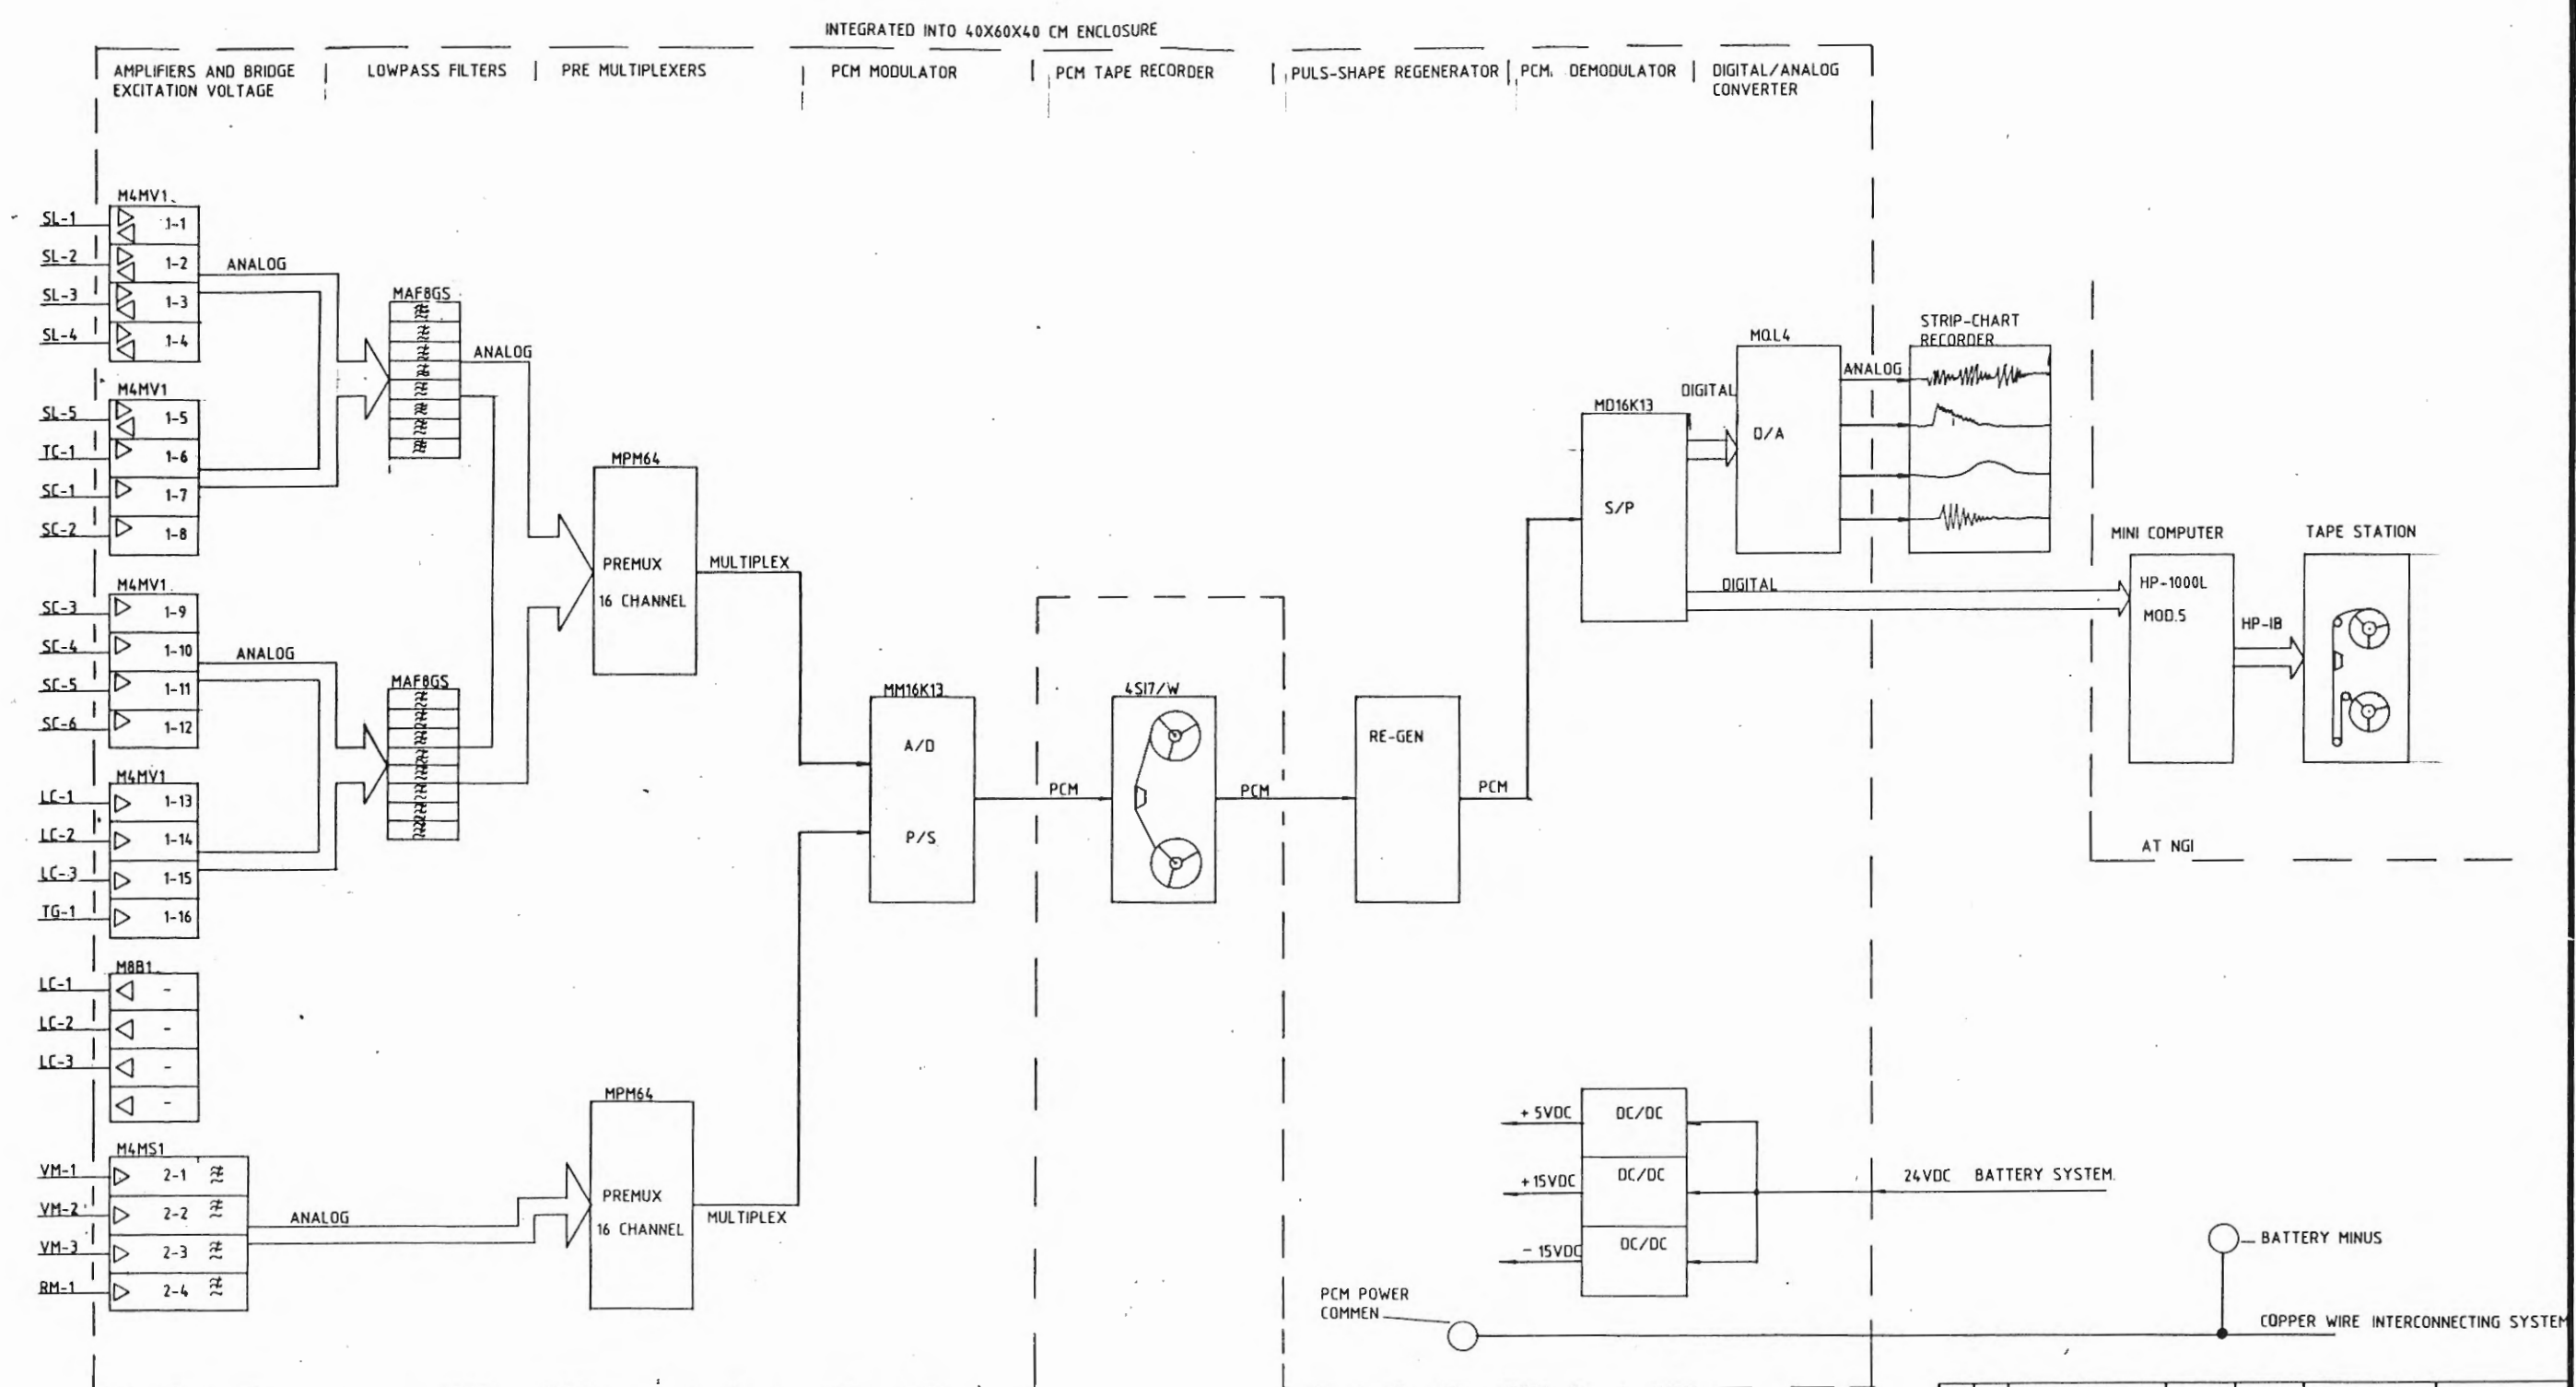 INTEGRATED INTO 40X60X40 CM ENCLOSURE
AMPLIFIERS AND BRIDGE
EXCITATION VOLTAGE
LOWPASS FILTERS
PRE MULTIPLEXERS
PCM MODULATOR
PCM TAPE RECORDER
PULS-SHAPE REGENERATOR
PCM. DEMODULATOR
DIGITAL/ANALOG
CONVERTER
M4MV1
SL-1
1-1
SL-2
1-2
SL-3
1-3
SL-4
1-4
ANALOG
M4MV1
SL-5
1-5
TC-1
1-6
SC-1
1-7
SC-2
1-8
M4MV1
SC-3
1-9
SC-4
1-10
SC-5
1-11
SC-6
1-12
ANALOG
M4MV1
LC-1
1-13
LC-2
1-14
LC-3
1-15
TG-1
1-16
M8B1
LC-1
-
LC-2
-
LC-3
-
-
M4MS1
VM-1
2-1
VM-2
2-2
VM-3
2-3
RM-1
2-4
ANALOG
MAF8GS
ANALOG
MAF8GS
MPM64
PREMUX
16 CHANNEL
MULTIPLEX
MPM64
PREMUX
16 CHANNEL
MULTIPLEX
MM16K13
A/D
P/S
PCM
4SI7/W
PCM
RE-GEN
PCM
MD16K13
S/P
DIGITAL
DIGITAL
MQL4
D/A
ANALOG
STRIP-CHART
RECORDER
MINI COMPUTER
HP-1000L
MOD.5
HP-IB
TAPE STATION
AT NGI
+ 5VDC
DC/DC
+15VDC
DC/DC
- 15VDC
DC/DC
24VDC BATTERY SYSTEM.
BATTERY MINUS
PCM POWER
COMMEN
COPPER WIRE INTERCONNECTING SYSTEM